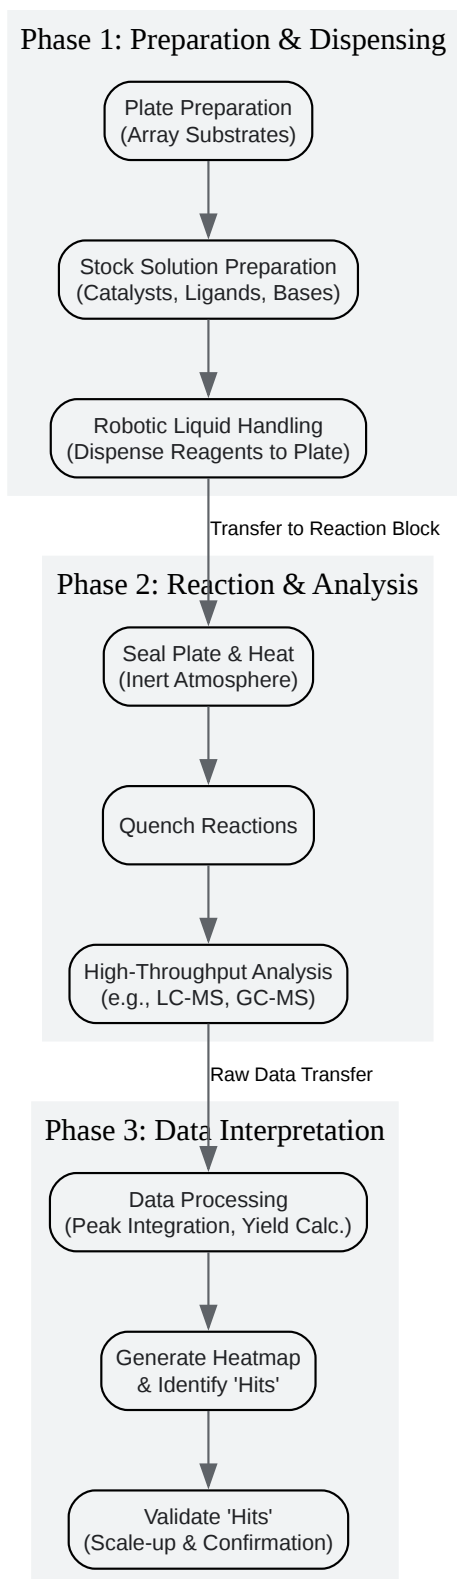 Phase 1: Preparation & Dispensing
Plate Preparation
(Array Substrates)
Stock Solution Preparation
(Catalysts, Ligands, Bases)
Robotic Liquid Handling
(Dispense Reagents to Plate)
Transfer to Reaction Block
Phase 2: Reaction & Analysis
Seal Plate & Heat
(Inert Atmosphere)
Quench Reactions
High-Throughput Analysis
(e.g., LC-MS, GC-MS)
Raw Data Transfer
Phase 3: Data Interpretation
Data Processing
(Peak Integration, Yield Calc.)
Generate Heatmap
& Identify 'Hits'
Validate 'Hits'
(Scale-up & Confirmation)